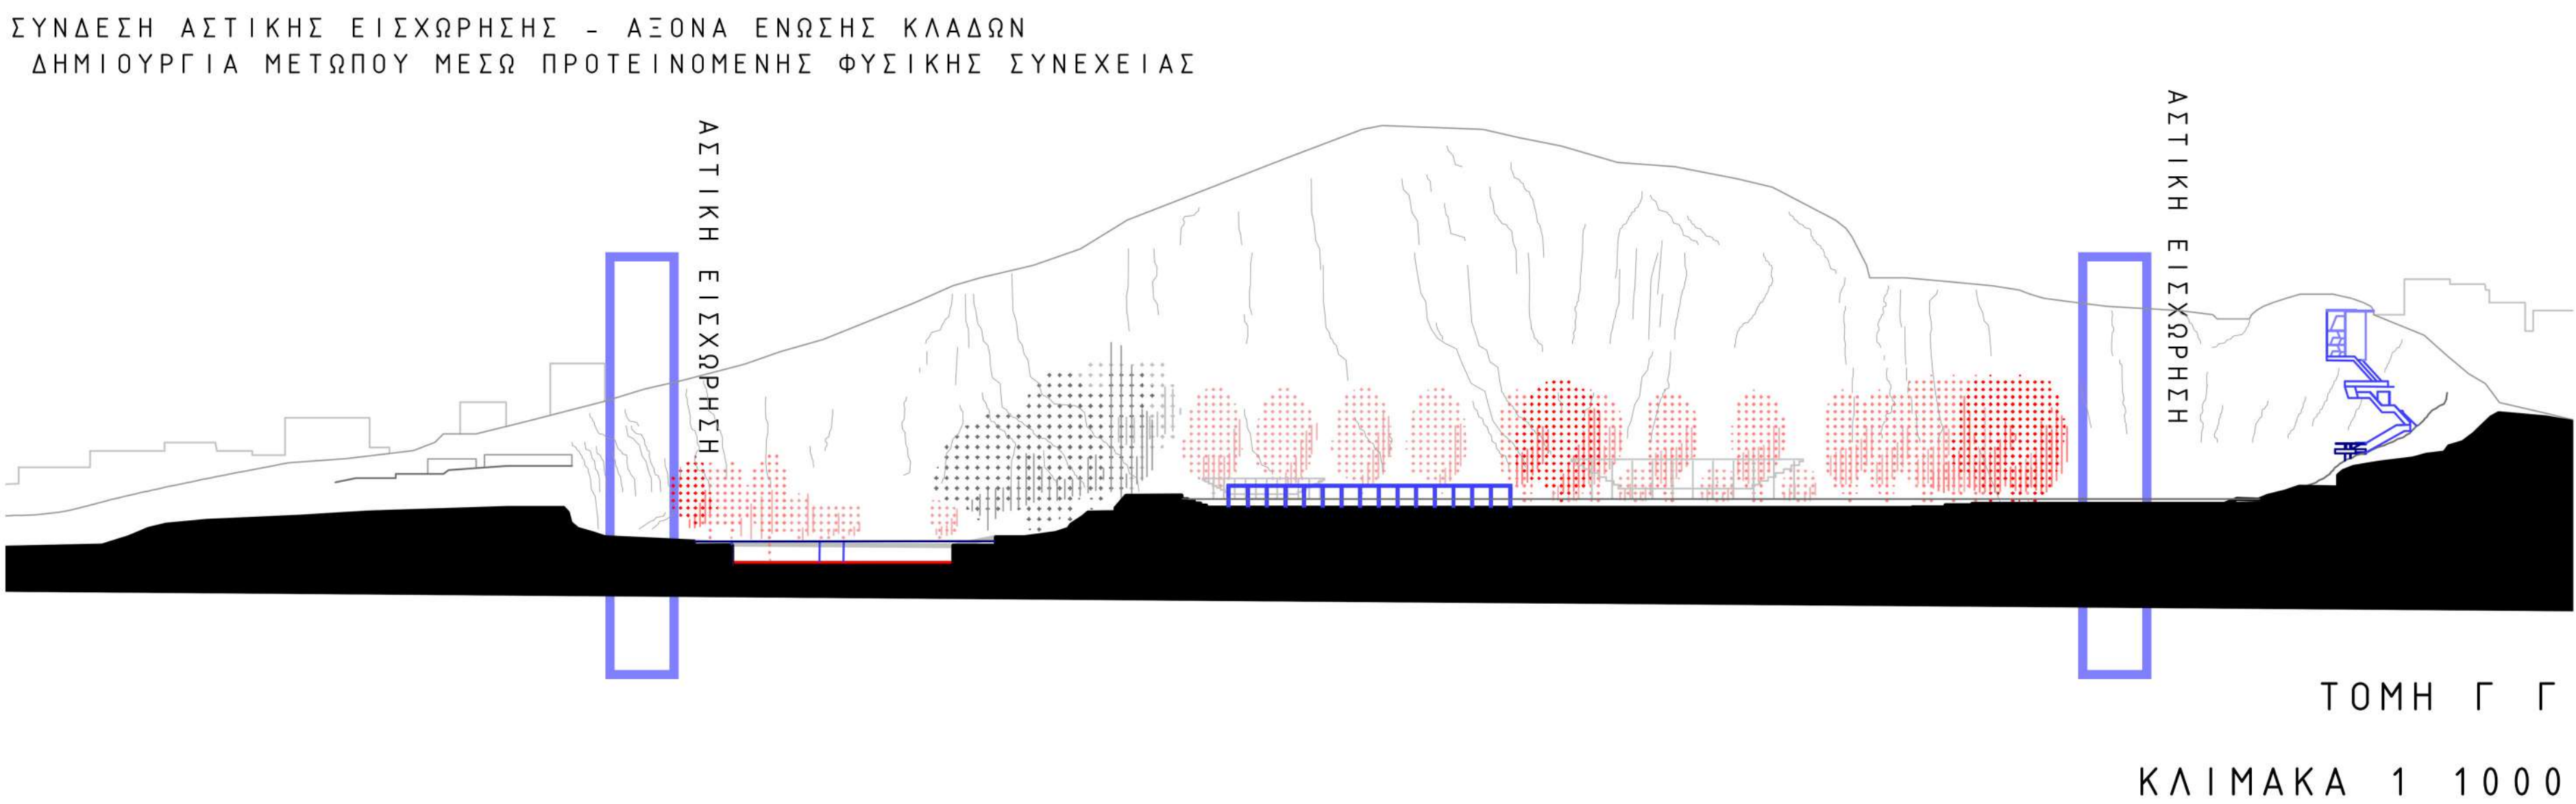 ΣΥΝΔΕΣΗ ΑΣΤΙΚΗΣ ΕΙΣΧΩΡΗΣΗΣ - ΑΞΟΝΑ ΕΝΩΣΗΣ ΚΛΑΔΩΝ
ΔΗΜΙΟΥΡΓΙΑ ΜΕΤΩΠΟΥ ΜΕΣΩ ΠΡΟΤΕΙΝΟΜΕΝΗΣ ΦΥΣΙΚΗΣ ΣΥΝΕΧΕΙΑΣ
ΑΣΤΙΚΗ ΕΙΣΧΩΡΗΣΗ
ΑΣΤΙΚΗ ΕΙΣΧΩΡΗΣΗ
ΤΟΜΗ Γ Γ
ΚΛΙΜΑΚΑ 1 1000